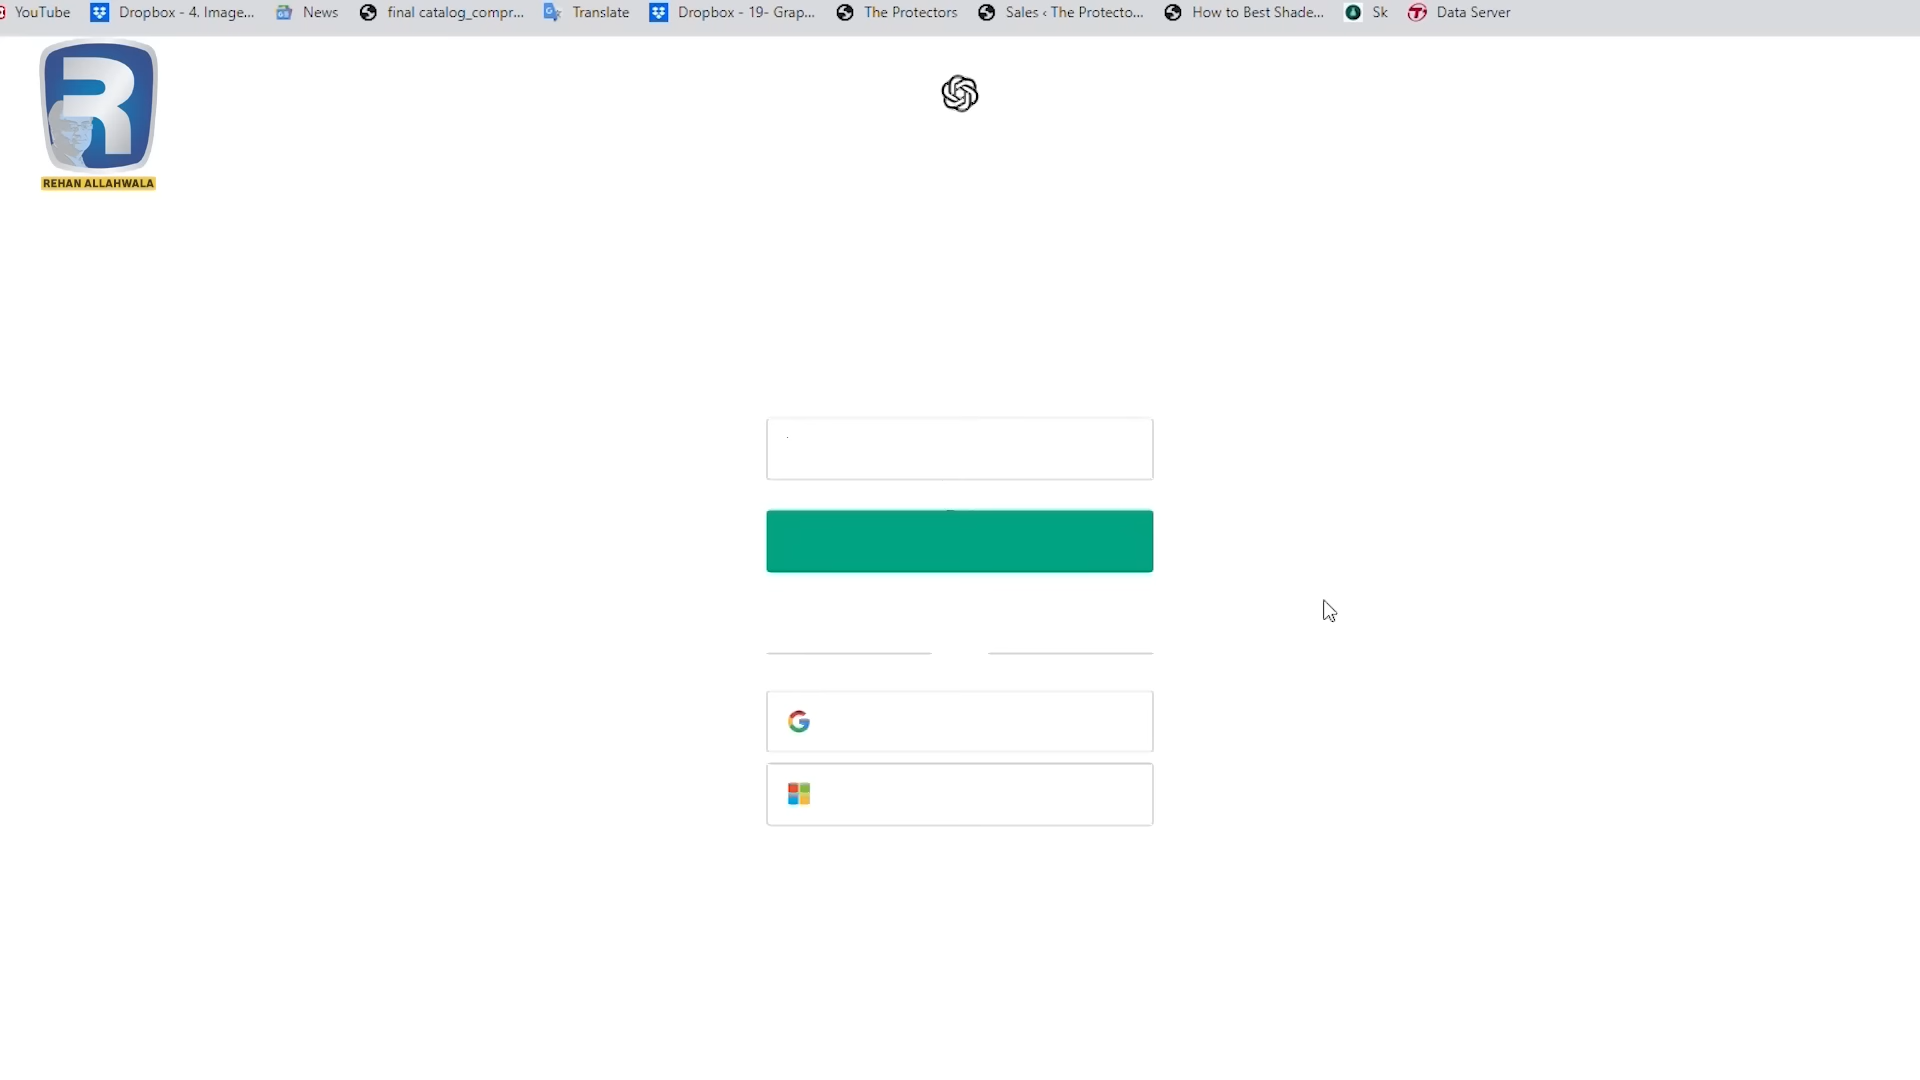 YouTube
Dropbox - 4. Image...
News
final catalog_compr...
Translate
Dropbox - 19- Grap...
The Protectors
Sales ‹ The Protecto...
How to Best Shade...
Sk
Data Server
REHAN ALLAHWALA